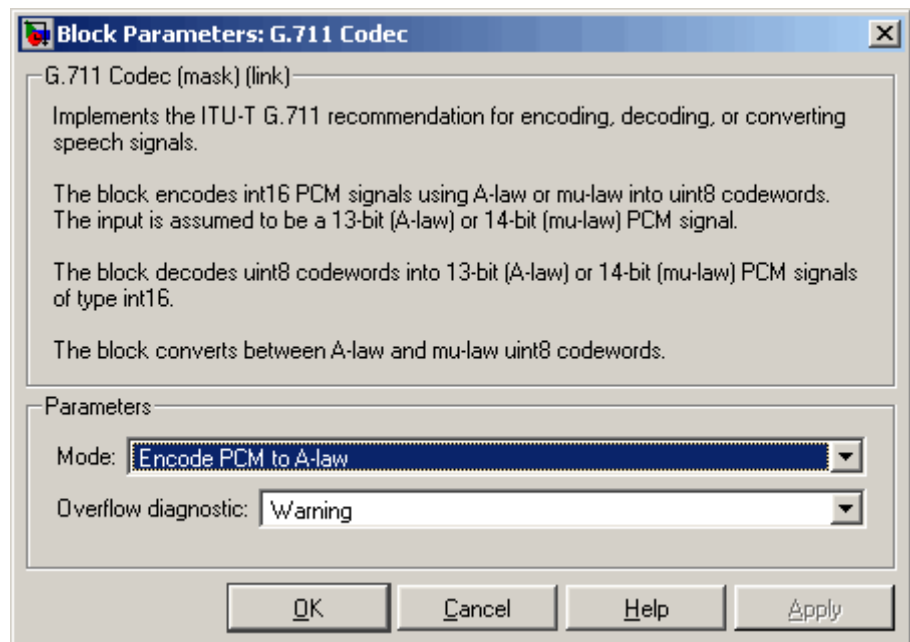 Block Parameters: G.711 Codec
G.711 Codec (mask) (link)
Implements the ITU-T G.711 recommendation for encoding, decoding, or converting
speech signals.
The block encodes int16 PCM signals using A-law or mu-law into uint8 codewords.
The input is assumed to be a 13-bit (A-law) or 14-bit (mu-law) PCM signal.
The block decodes uint8 codewords into 13-bit (A-law) or 14-bit (mu-law) PCM signals
of type int16.
The block converts between A-law and mu-law uint8 codewords.
Parameters
Mode: Encode PCM to A-law
Overflow diagnostic: Warning
OK Cancel Help Apply